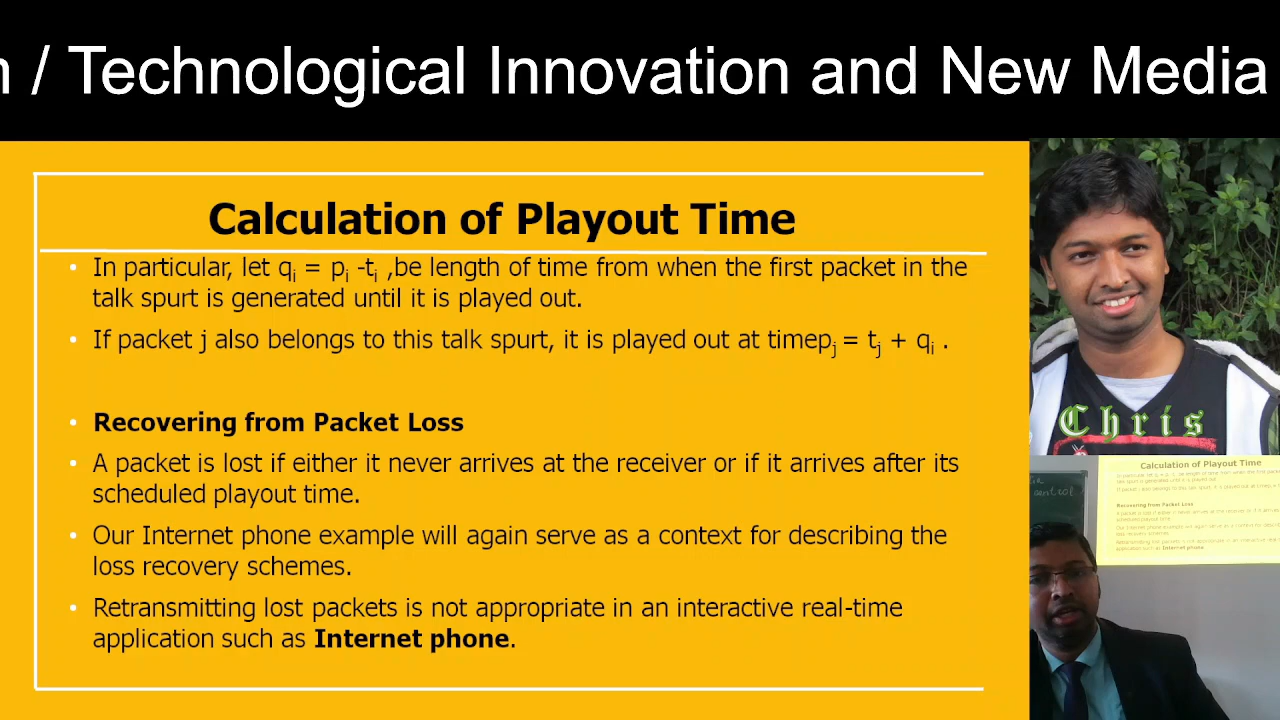 n / Technological Innovation and New Media
Calculation of Playout Time
• In particular, let qi = pi -ti ,be length of time from when the first packet in the
talk spurt is generated until it is played out.
• If packet j also belongs to this talk spurt, it is played out at timepj = tj + qi .
• Recovering from Packet Loss
• A packet is lost if either it never arrives at the receiver or if it arrives after its
scheduled playout time.
• Our Internet phone example will again serve as a context for describing the
loss recovery schemes.
• Retransmitting lost packets is not appropriate in an interactive real-time
application such as Internet phone.
Chris
Calculation of Playout Time
Recovering from Packet Loss